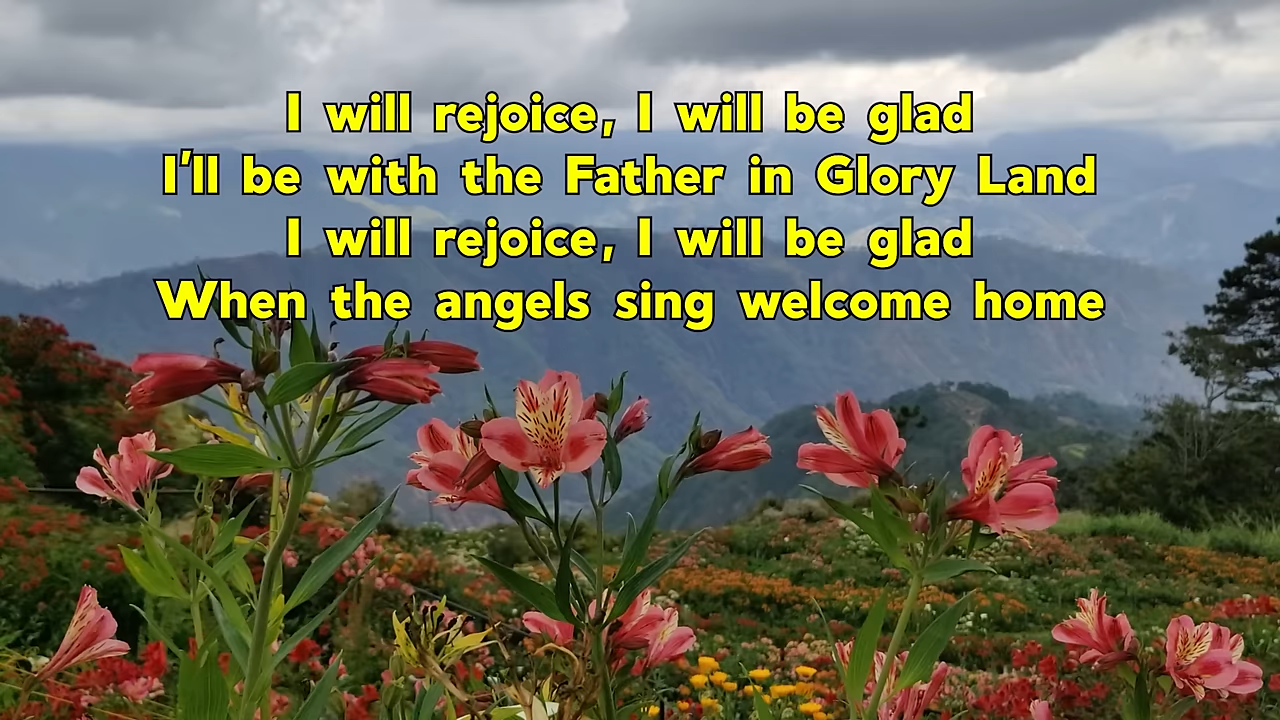 I will rejoice, I will be glad
I'll be with the Father in Glory Land
I will rejoice, I will be glad
When the angels sing welcome home